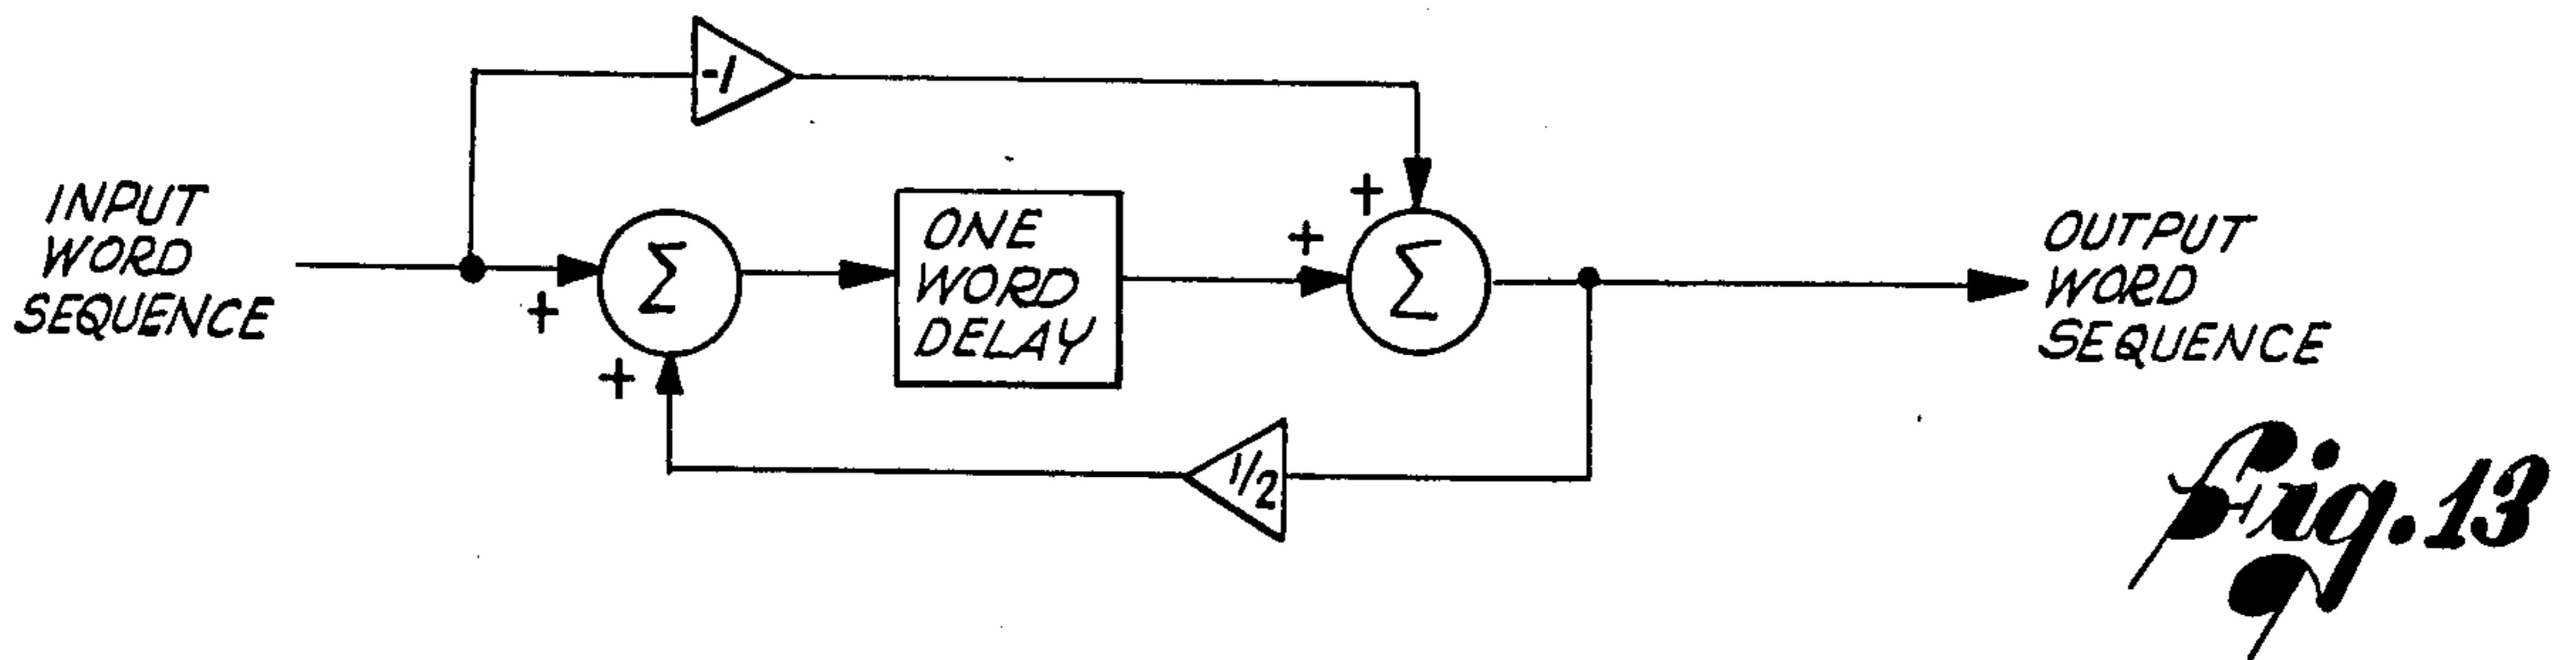 -1
INPUT
WORD
SEQUENCE
+
+
Σ
ONE
WORD
DELAY
+
+
Σ
1/2
OUTPUT
WORD
SEQUENCE
Fig. 13